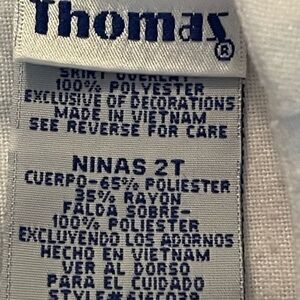 Thomas®
SKIRT OVERLAY
100% POLYESTER
EXCLUSIVE OF DECORATIONS
MADE IN VIETNAM
SEE REVERSE FOR CARE
NINAS 2T
CUERPO-65% POLIESTER
35% RAYON
FALDA SOBRE-
100% POLIESTER
EXCLUYENDO LOS ADORNOS
HECHO EN VIETNAM
VER AL DORSO
PARA EL CUIDADO